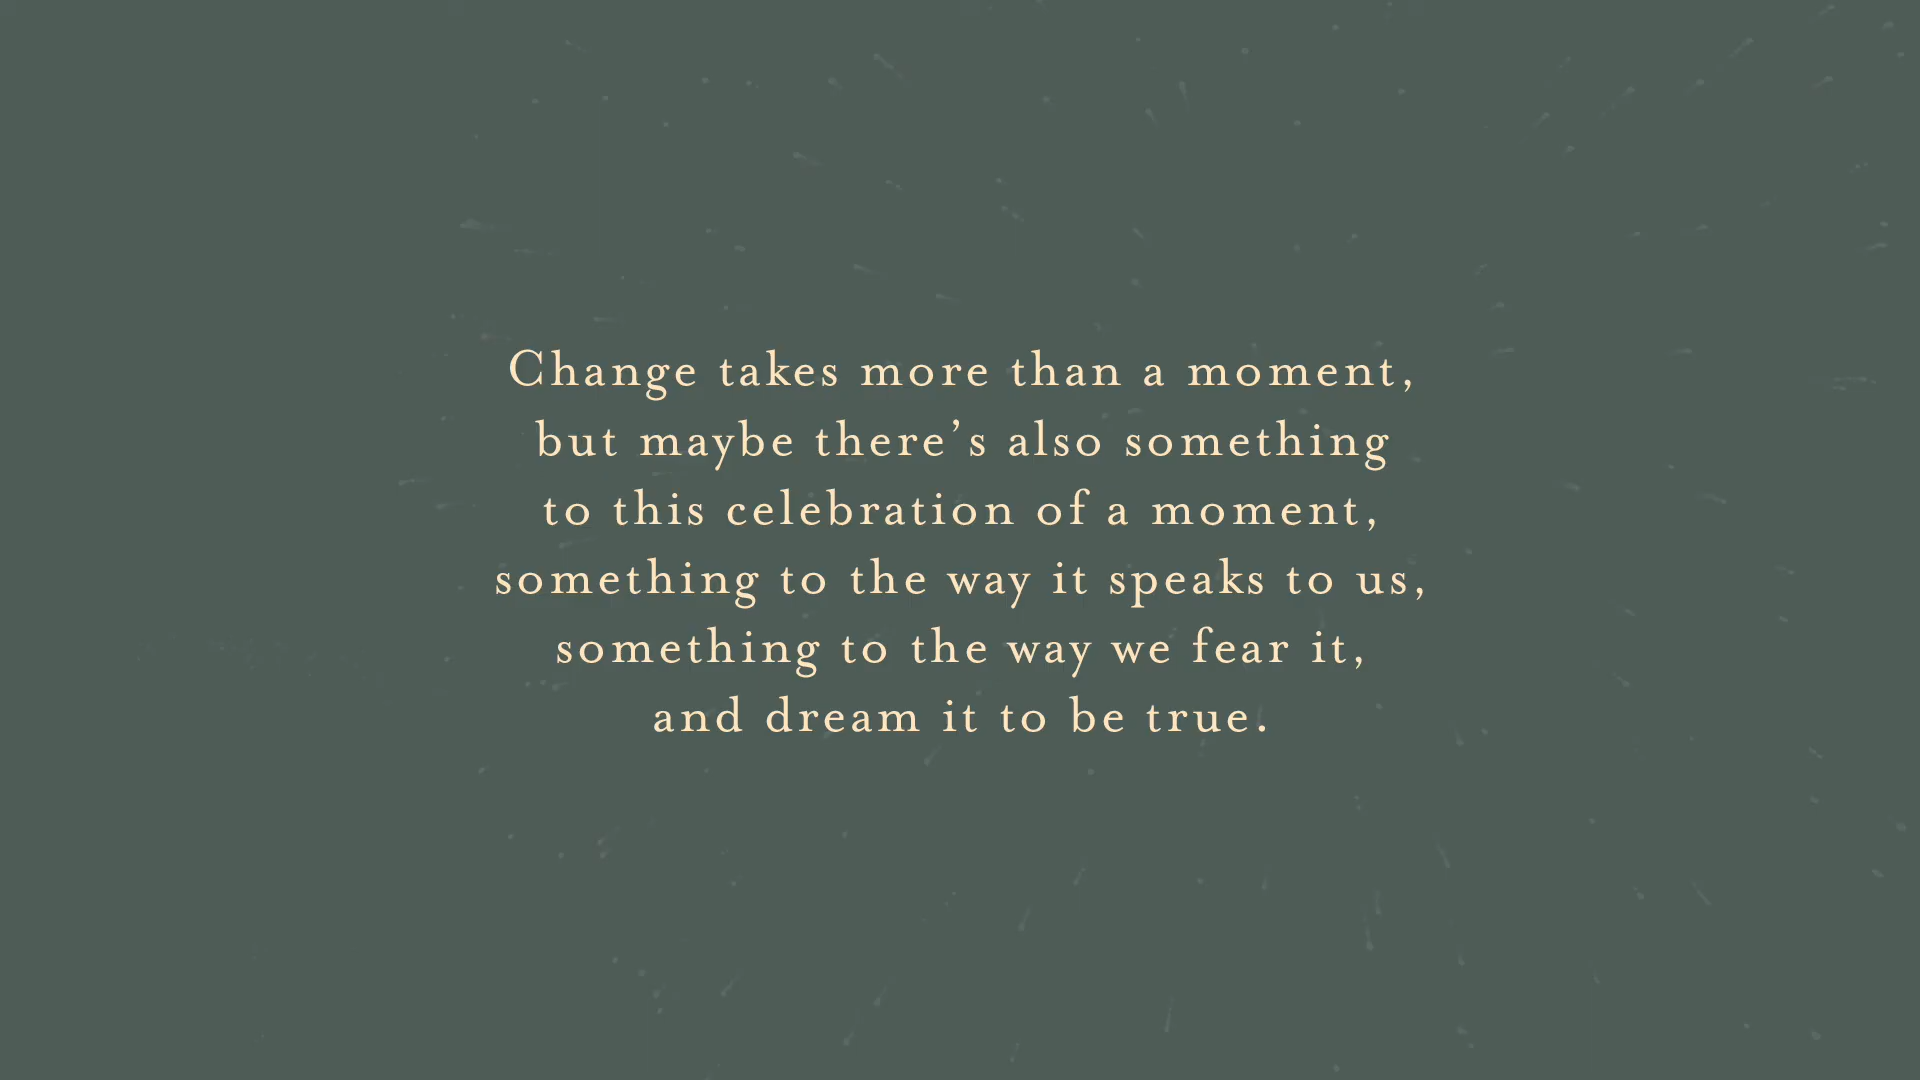 Change takes more than a moment,
but maybe there’s also something
to this celebration of a moment,
something to the way it speaks to us,
something to the way we fear it,
and dream it to be true.